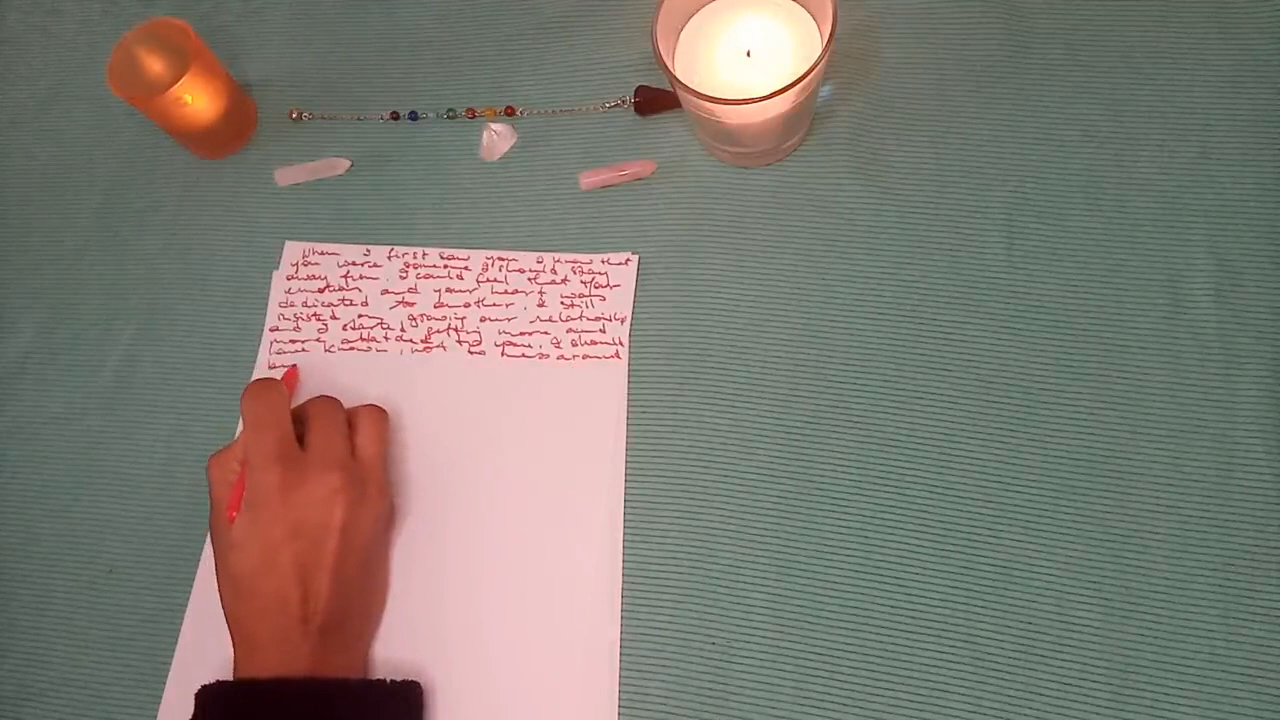 When I first saw you I knew that
you were someone I should stay
away from. I could feel that your
emotions and your heart was
dedicated to another. I still
insisted on growing our relationship
and I started getting more and
more attatched to you. I should
have known not to mess around